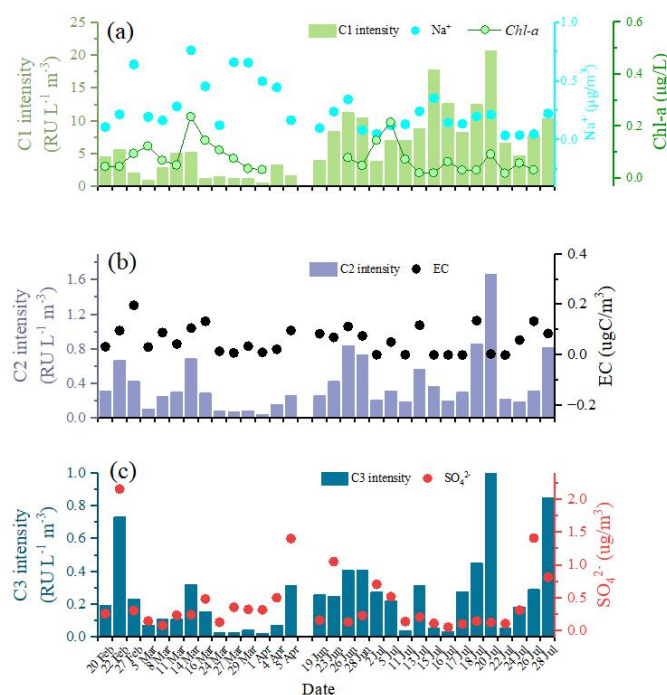 (a)
C1 intensity
Na⁺
Chl-a
C1 intensity
(RU L⁻¹ m⁻³)
25
20
15
10
5
0
1.0
0.5
0.0
Na⁺
(µg/m³)
0.6
0.4
0.2
0.0
Chl-a (µg/L)
(b)
C2 intensity
EC
C2 intensity
(RU L⁻¹ m⁻³)
1.6
1.2
0.8
0.4
0.0
0.4
0.2
0.0
−0.2
EC (ugC/m³)
(c)
C3 intensity
SO₄²⁻
C3 intensity
(RU L⁻¹ m⁻³)
1.0
0.8
0.6
0.4
0.2
0.0
2.0
1.5
1.0
0.5
0.0
SO₄²⁻
(ug/m³)
20 Feb
22 Feb
27 Feb
5 Mar
8 Mar
11 Mar
14 Mar
16 Mar
24 Mar
27 Mar
29 Mar
1 Apr
4 Apr
19 Jun
23 Jun
26 Jun
28 Jun
2 Jul
5 Jul
11 Jul
13 Jul
15 Jul
16 Jul
17 Jul
18 Jul
20 Jul
22 Jul
24 Jul
26 Jul
28 Jul
Date